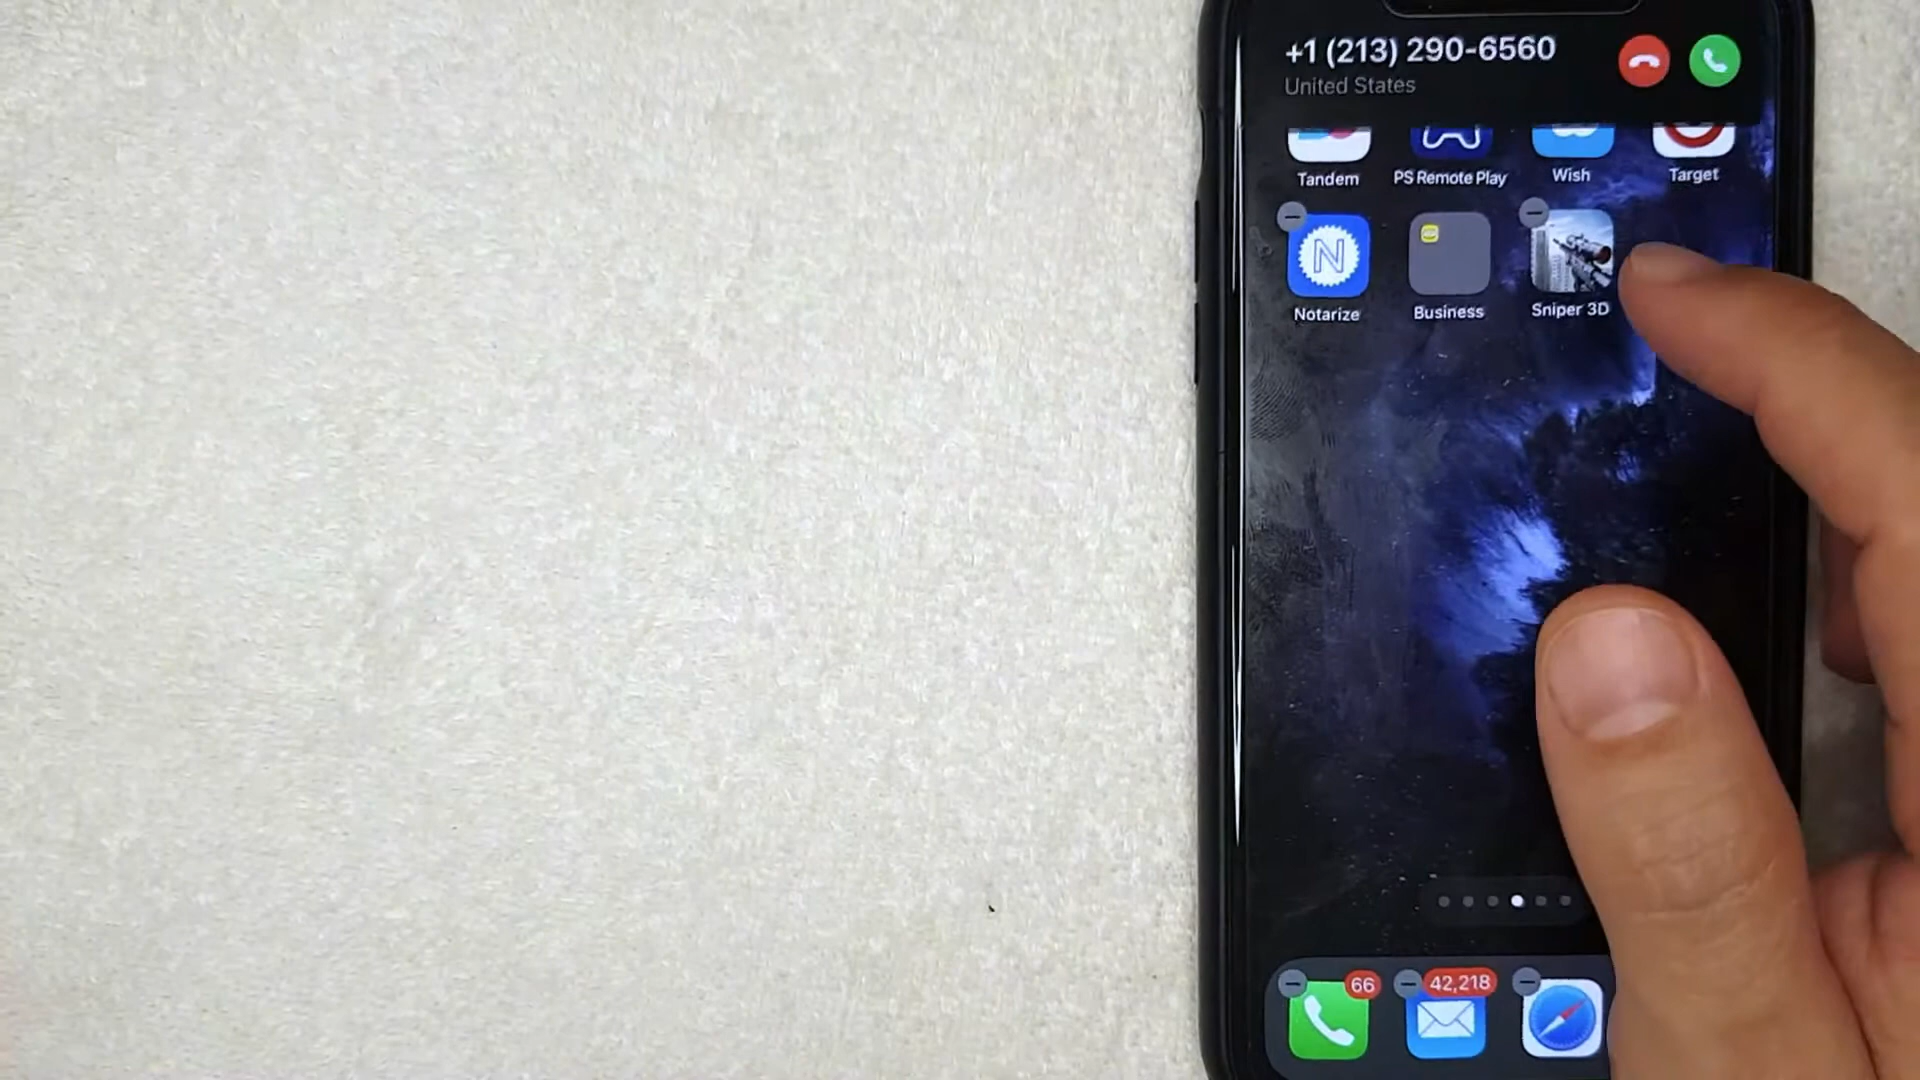 +1 (213) 290-6560
United States
Tandem PS Remote Play Wish Target
N
Notarize Business Sniper 3D
66 42,218